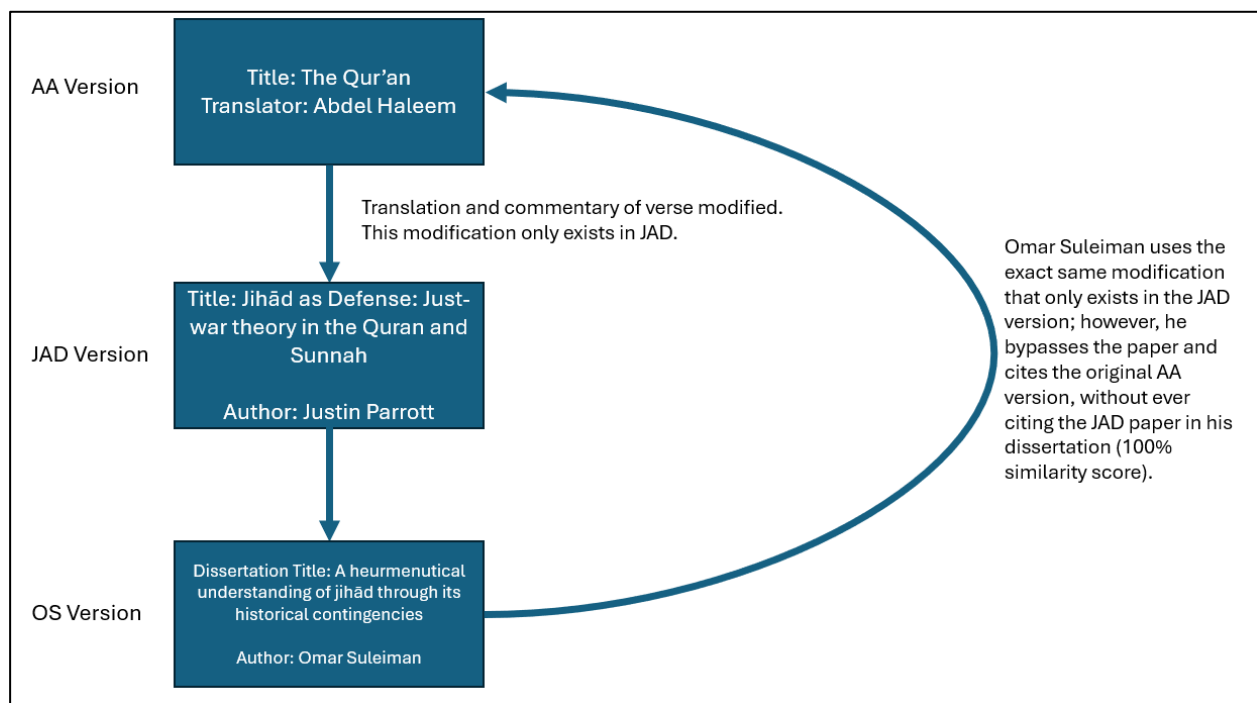 AA Version
Title: The Qur’an
Translator: Abdel Haleem
Translation and commentary of verse modified.
This modification only exists in JAD.
JAD Version
Title: Jihād as Defense: Just-
war theory in the Quran and
Sunnah
Author: Justin Parrott
Omar Suleiman uses the
exact same modification
that only exists in the JAD
version; however, he
bypasses the paper and
cites the original AA
version, without ever
citing the JAD paper in his
dissertation (100%
similarity score).
OS Version
Dissertation Title: A heurmenutical
understanding of jihād through its
historical contingencies
Author: Omar Suleiman